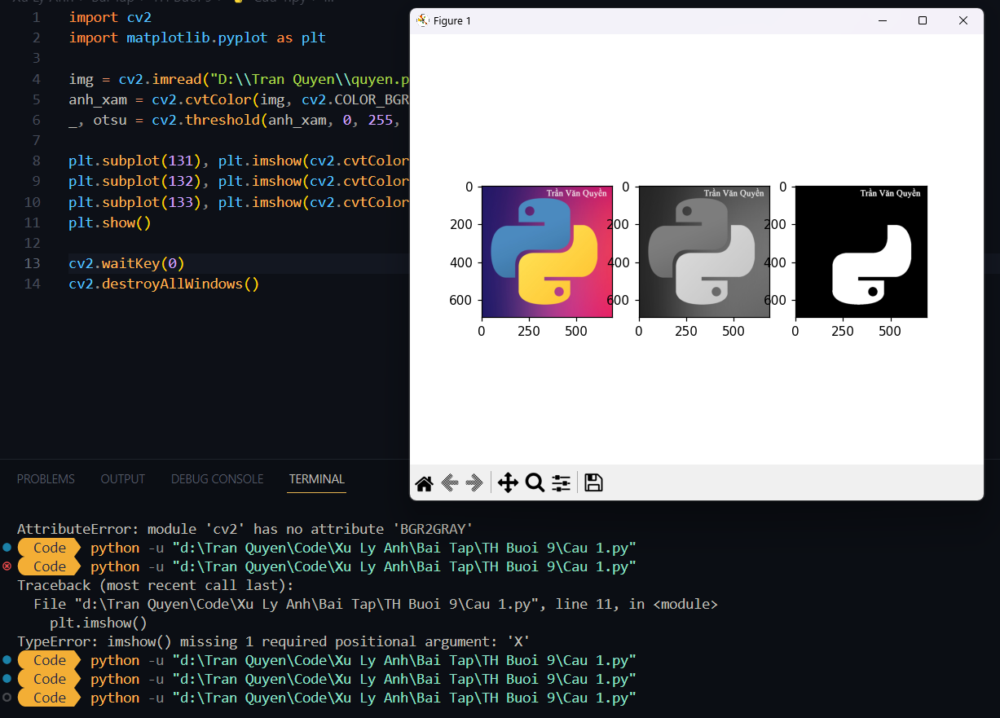 1 import cv2
2 import matplotlib.pyplot as plt
3
4 img = cv2.imread("D:\\Tran Quyen\\quyen.p
5 anh_xam = cv2.cvtColor(img, cv2.COLOR_BGR
6 _, otsu = cv2.threshold(anh_xam, 0, 255,
7
8 plt.subplot(131), plt.imshow(cv2.cvtColor
9 plt.subplot(132), plt.imshow(cv2.cvtColor
10 plt.subplot(133), plt.imshow(cv2.cvtColor
11 plt.show()
12
13 cv2.waitKey(0)
14 cv2.destroyAllWindows()
Figure 1
Trần Văn Quyền
0
200
400
600
0 250 500
Trần Văn Quyền
0
200
400
600
0 250 500
Trần Văn Quyền
0
200
400
600
0 250 500
PROBLEMS OUTPUT DEBUG CONSOLE TERMINAL
AttributeError: module 'cv2' has no attribute 'BGR2GRAY'
Code python -u "d:\Tran Quyen\Code\Xu Ly Anh\Bai Tap\TH Buoi 9\Cau 1.py"
Code python -u "d:\Tran Quyen\Code\Xu Ly Anh\Bai Tap\TH Buoi 9\Cau 1.py"
Traceback (most recent call last):
File "d:\Tran Quyen\Code\Xu Ly Anh\Bai Tap\TH Buoi 9\Cau 1.py", line 11, in <module>
plt.imshow()
TypeError: imshow() missing 1 required positional argument: 'X'
Code python -u "d:\Tran Quyen\Code\Xu Ly Anh\Bai Tap\TH Buoi 9\Cau 1.py"
Code python -u "d:\Tran Quyen\Code\Xu Ly Anh\Bai Tap\TH Buoi 9\Cau 1.py"
Code python -u "d:\Tran Quyen\Code\Xu Ly Anh\Bai Tap\TH Buoi 9\Cau 1.py"